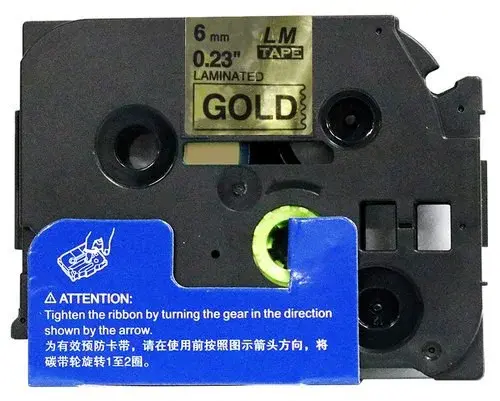 6 mm
0.23"
LAMINATED
LM
TAPE
GOLD
⚠ ATTENTION:
Tighten the ribbon by turning the gear in the direction
shown by the arrow.
为有效预防卡带，请在使用前按照图示箭头方向，将
碳带轮旋转1至2圈。